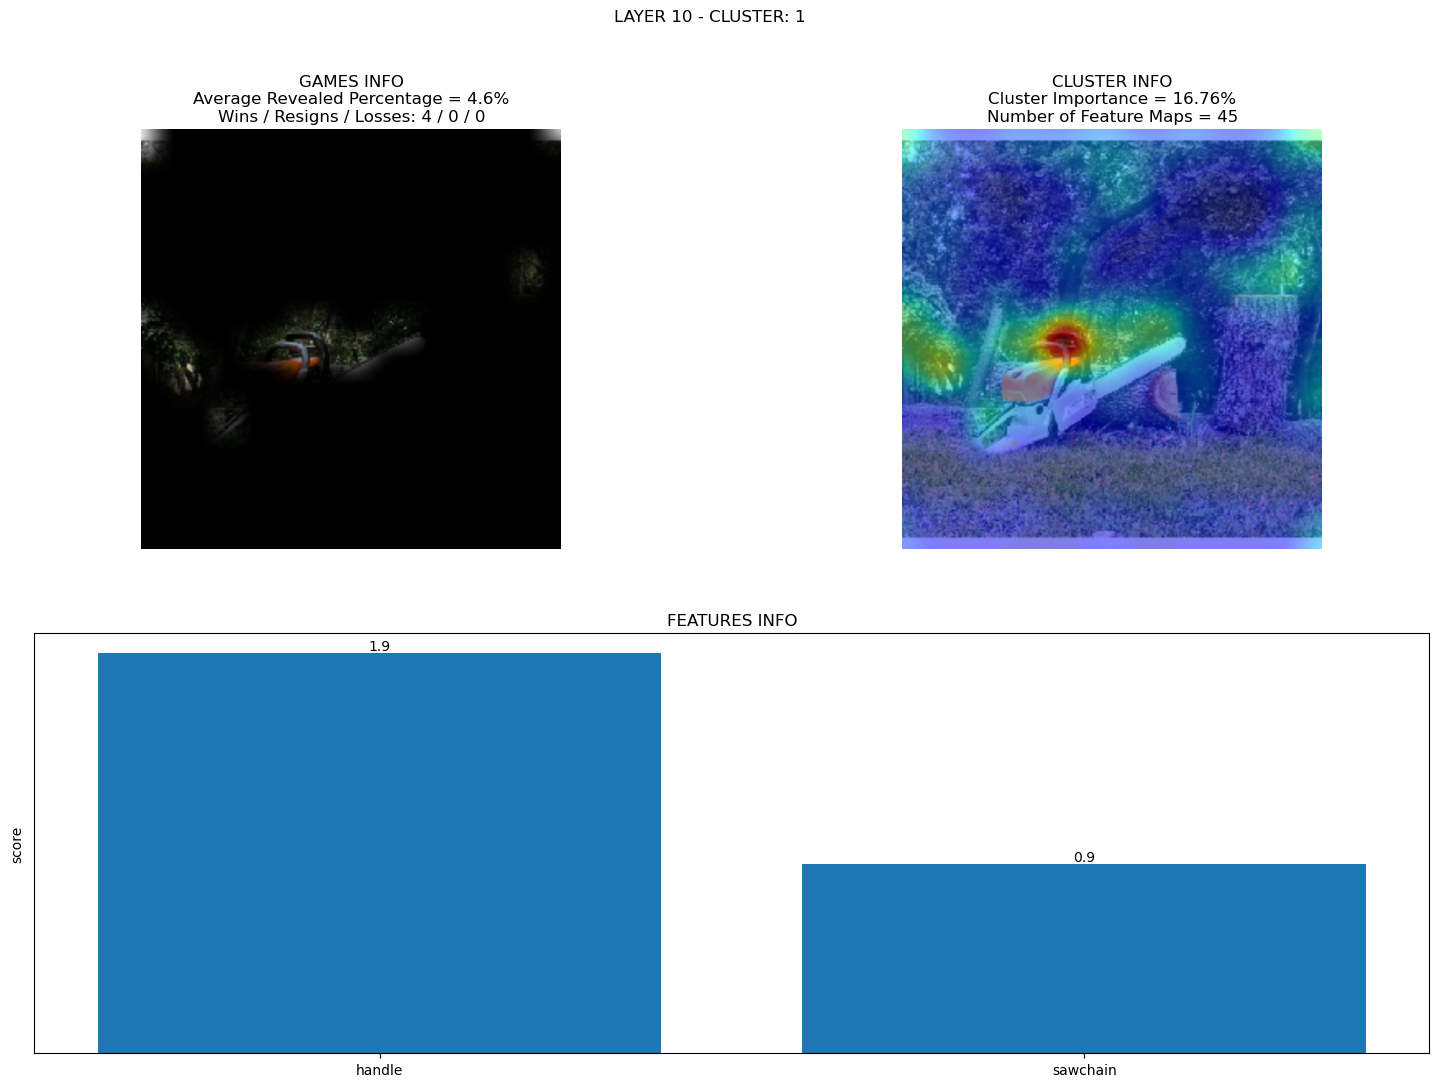 LAYER 10 - CLUSTER: 1
GAMES INFO
Average Revealed Percentage = 4.6%
Wins / Resigns / Losses: 4 / 0 / 0
CLUSTER INFO
Cluster Importance = 16.76%
Number of Feature Maps = 45
FEATURES INFO
score
1.9
0.9
handle
sawchain